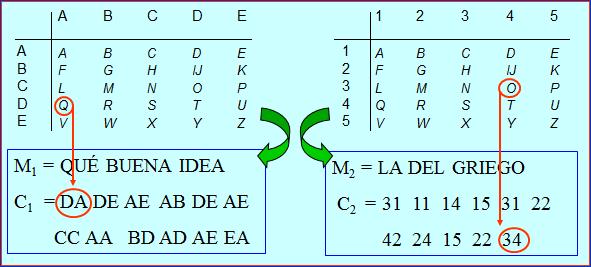 A B C D E
A A B C D E
B F G H IJ K
C L M N O P
D Q R S T U
E V W X Y Z
1 2 3 4 5
1 A B C D E
2 F G H IJ K
3 L M N O P
4 Q R S T U
5 V W X Y Z
M1 = QUÉ BUENA IDEA
C1 = DA DE AE AB DE AE
CC AA BD AD AE EA
M2 = LA DEL GRIEGO
C2 = 31 11 14 15 31 22
42 24 15 22 34